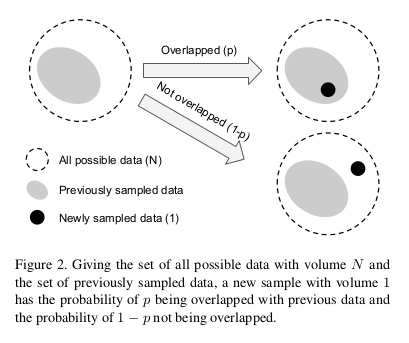 Overlapped (p)
Not overlapped (1-p)
All possible data (N)
Previously sampled data
Newly sampled data (1)
Figure 2. Giving the set of all possible data with volume N and
the set of previously sampled data, a new sample with volume 1
has the probability of p being overlapped with previous data and
the probability of 1 − p not being overlapped.